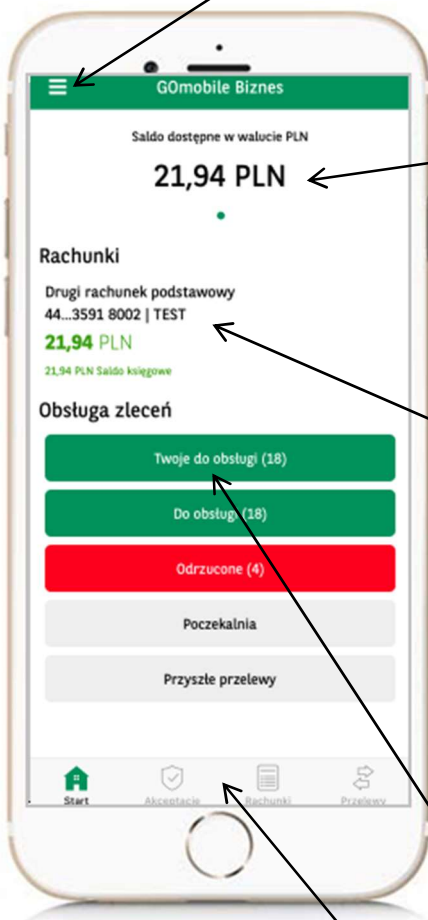 GOmobile Biznes
Saldo dostępne w walucie PLN
21,94 PLN
Rachunki
Drugi rachunek podstawowy
44...3591 8002 | TEST
21,94 PLN
21,94 PLN Saldo księgowe
Obsługa zleceń
Twoje do obsługi (18)
Do obsługi (18)
Odrzucone (4)
Poczekalnia
Przyszłe przelewy
Start Akceptacje Rachunki Przelewy